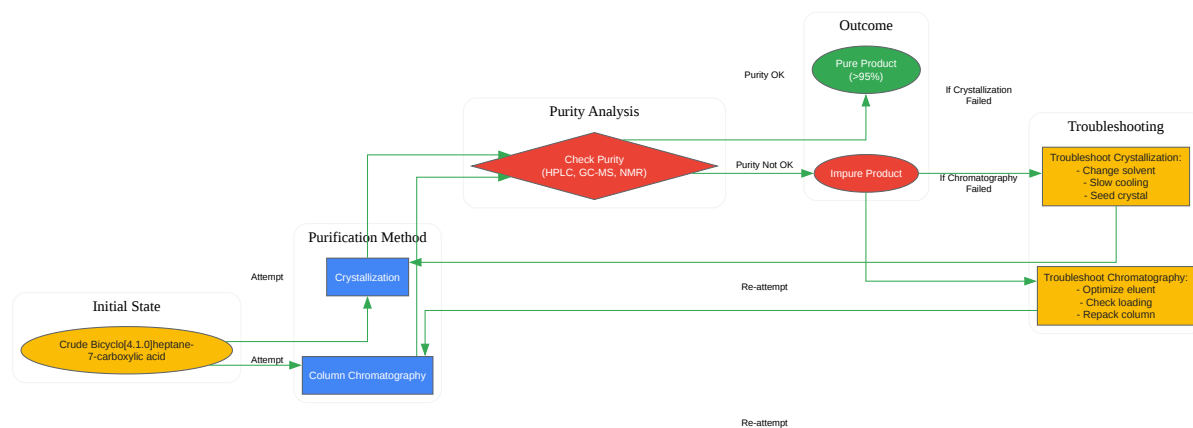 Initial State
Crude Bicyclo[4.1.0]heptane-
7-carboxylic acid
Attempt
Attempt
Purification Method
Crystallization
Column Chromatography
Purity Analysis
Check Purity
(HPLC, GC-MS, NMR)
Purity OK
Purity Not OK
Outcome
Pure Product
(>95%)
Impure Product
If Crystallization
Failed
If Chromatography
Failed
Troubleshooting
Troubleshoot Crystallization:
- Change solvent
- Slow cooling
- Seed crystal
Troubleshoot Chromatography:
- Optimize eluent
- Check loading
- Repack column
Re-attempt
Re-attempt